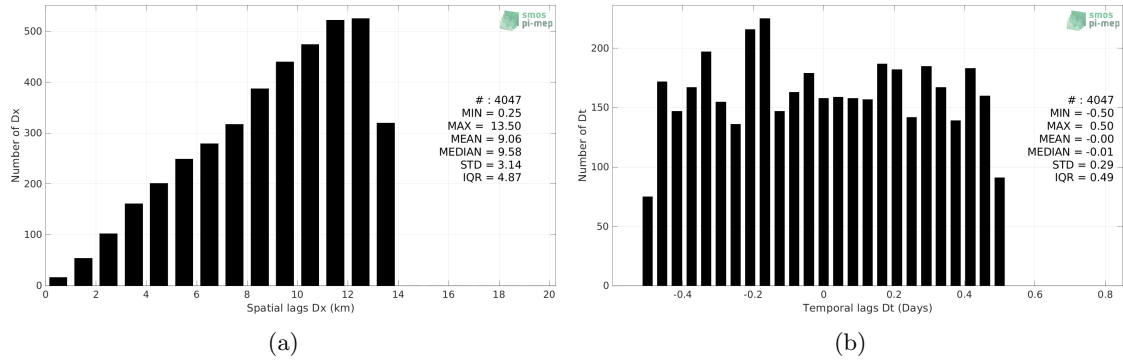 500
400
300
200
100
0
Number of Dx
smos
pi-mep
# : 4047
MIN = 0.25
MAX = 13.50
MEAN = 9.06
MEDIAN = 9.58
STD = 3.14
IQR = 4.87
0 2 4 6 8 10 12 14 16 18 20
Spatial lags Dx (km)
(a)
200
150
100
50
0
Number of Dt
smos
pi-mep
# : 4047
MIN = -0.50
MAX = 0.50
MEAN = -0.00
MEDIAN = -0.01
STD = 0.29
IQR = 0.49
-0.4 -0.2 0 0.2 0.4 0.6 0.8
Temporal lags Dt (Days)
(b)